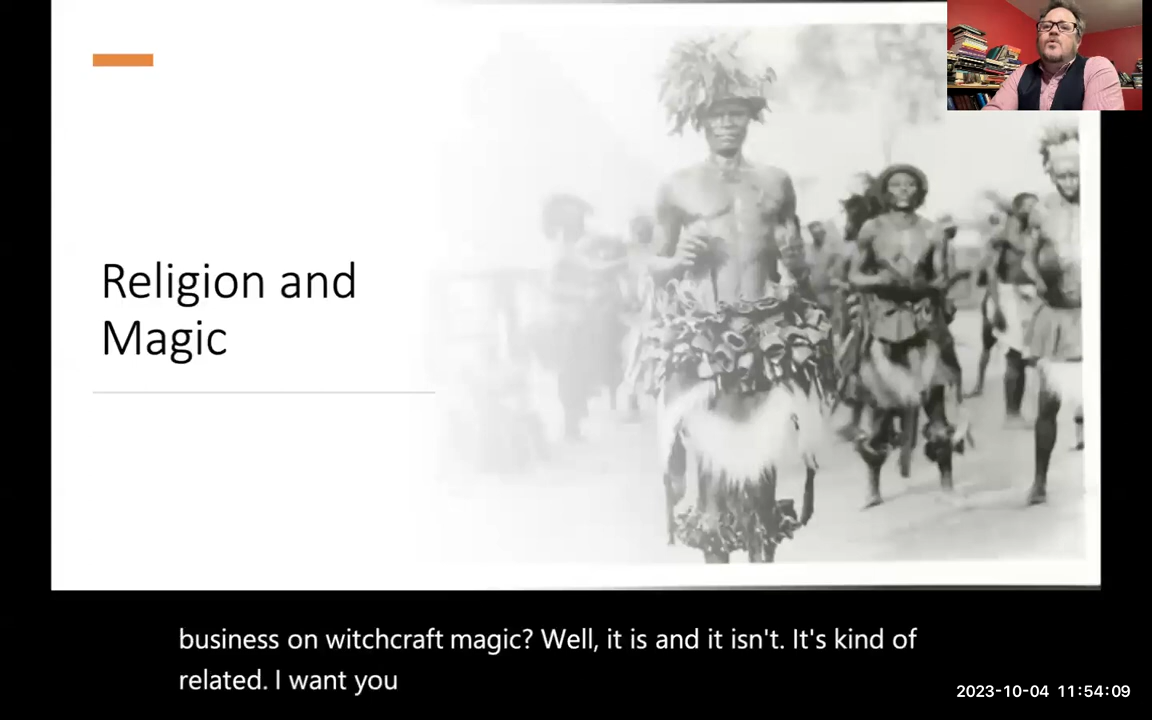 Religion and
Magic
business on witchcraft magic? Well, it is and it isn't. It's kind of
related. I want you
2023-10-04 11:54:09